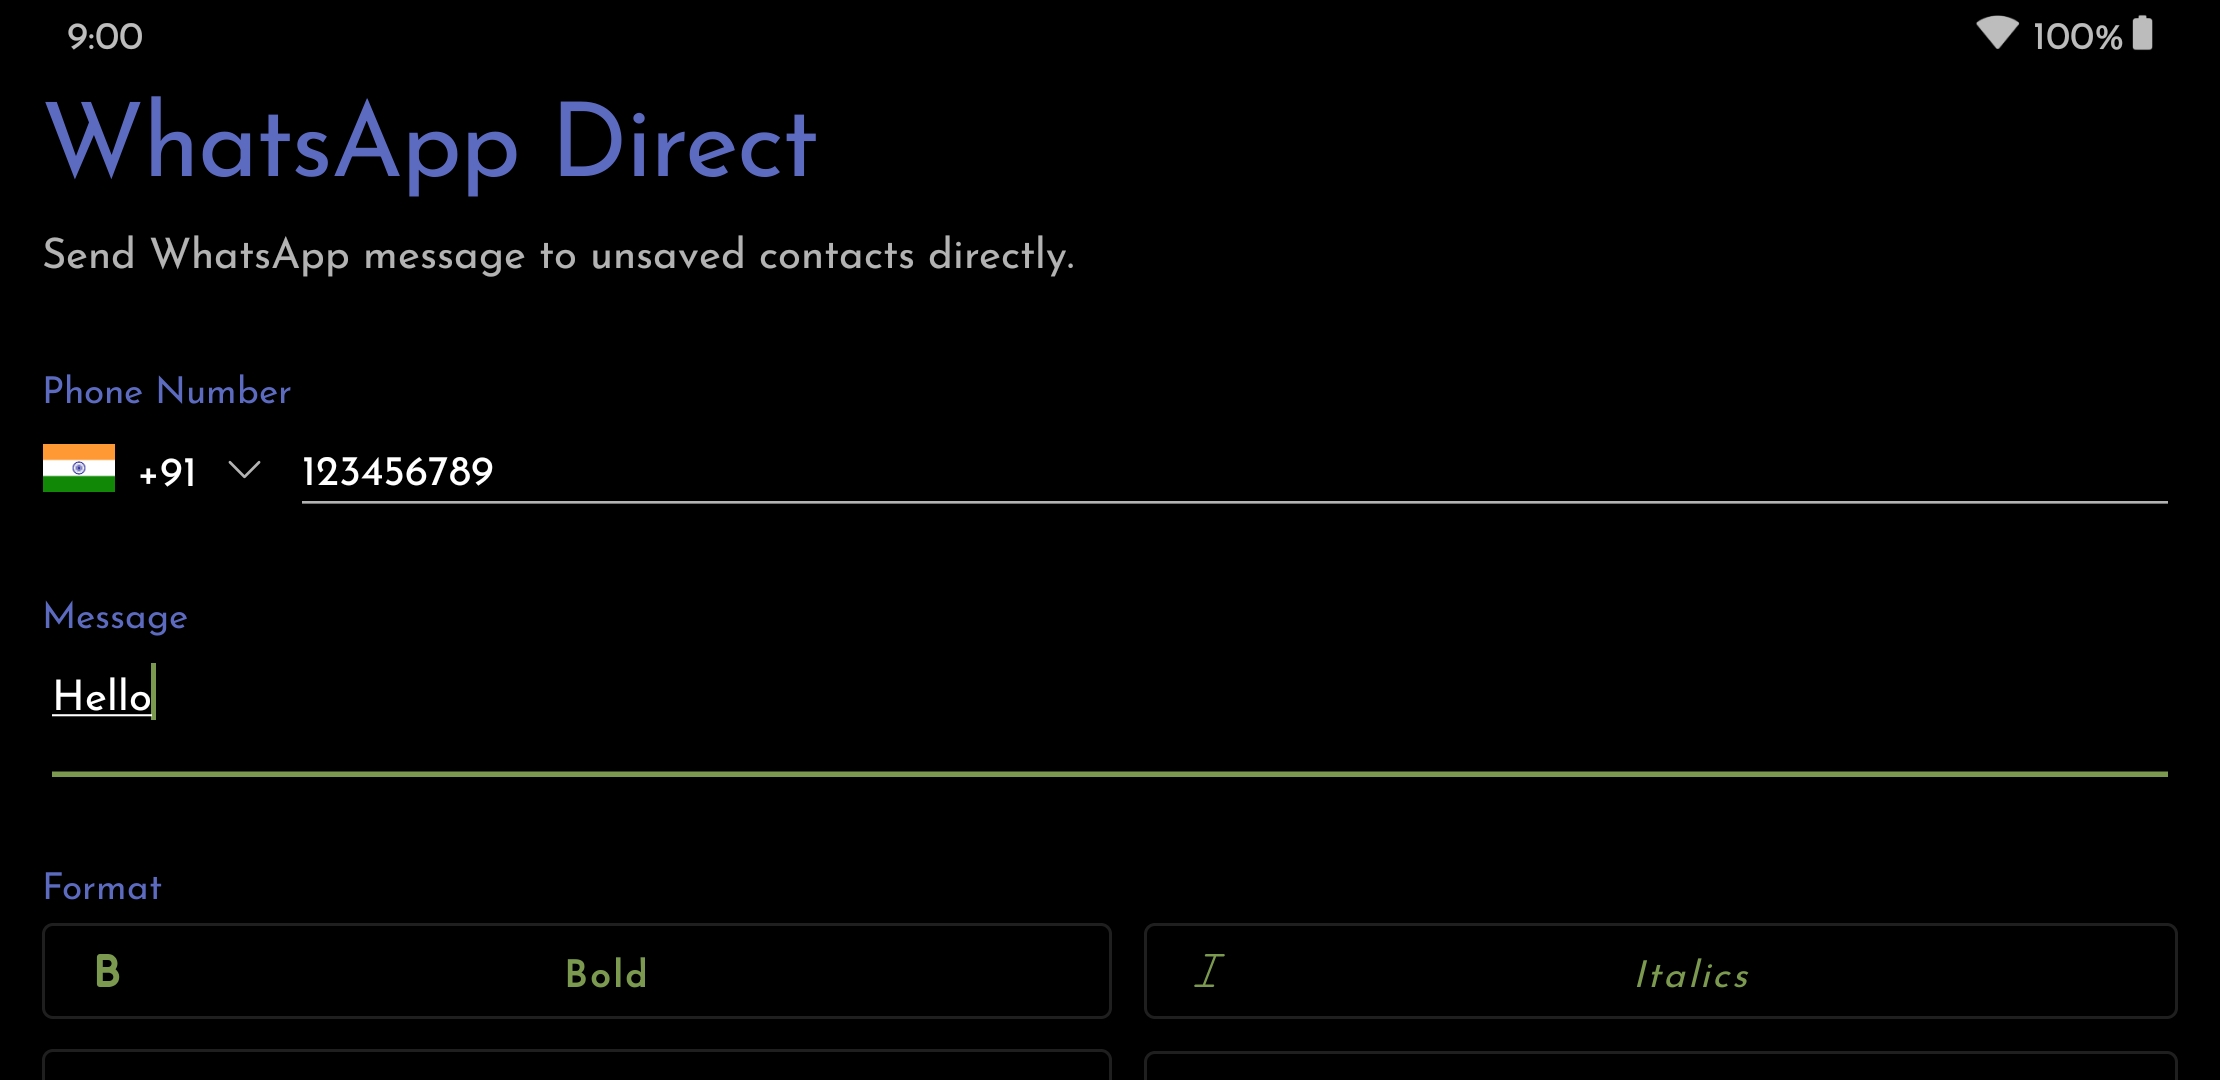 9:00 100%
WhatsApp Direct
Send WhatsApp message to unsaved contacts directly.
Phone Number
+91 123456789
Message
Hello
Format
B Bold I Italics